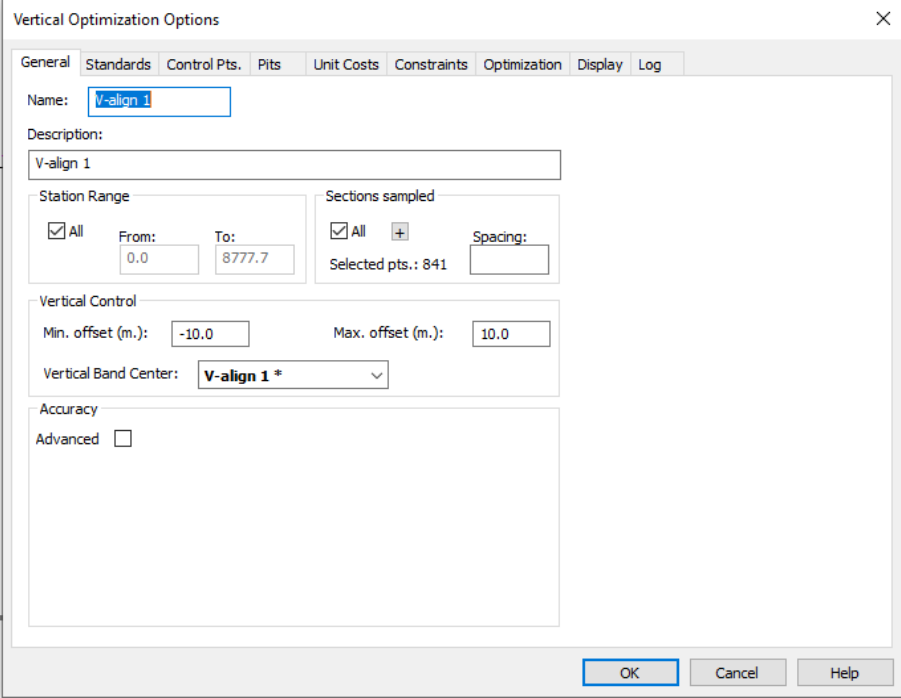 Vertical Optimization Options
General Standards Control Pts. Pits Unit Costs Constraints Optimization Display Log
Name: V-align 1
Description:
V-align 1
Station Range
All From: To:
0.0 8777.7
Sections sampled
All + Spacing:
Selected pts.: 841
Vertical Control
Min. offset (m.): -10.0 Max. offset (m.): 10.0
Vertical Band Center: V-align 1 *
Accuracy
Advanced
OK Cancel Help